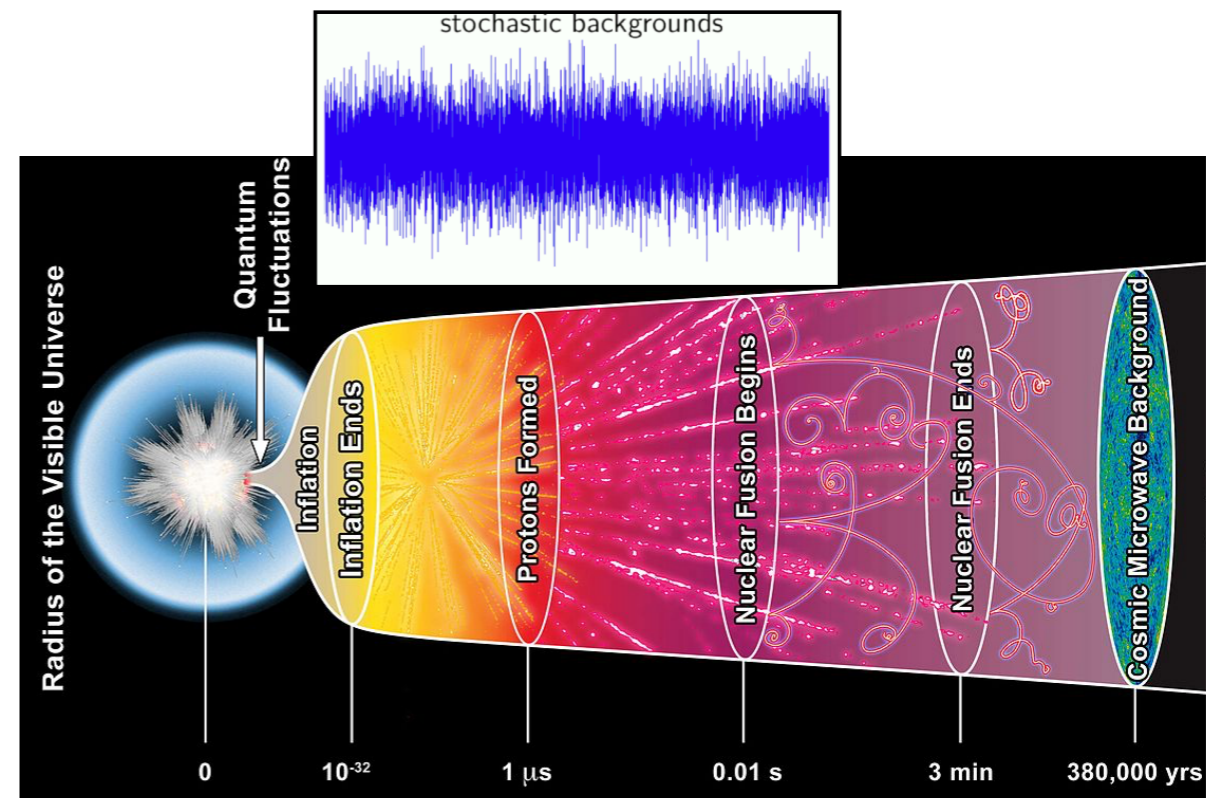 stochastic backgrounds
Radius of the Visible Universe
Quantum
Fluctuations
Inflation
Inflation Ends
Protons Formed
Nuclear Fusion Begins
Nuclear Fusion Ends
Cosmic Microwave Background
0
10⁻³²
1 μs
0.01 s
3 min
380,000 yrs